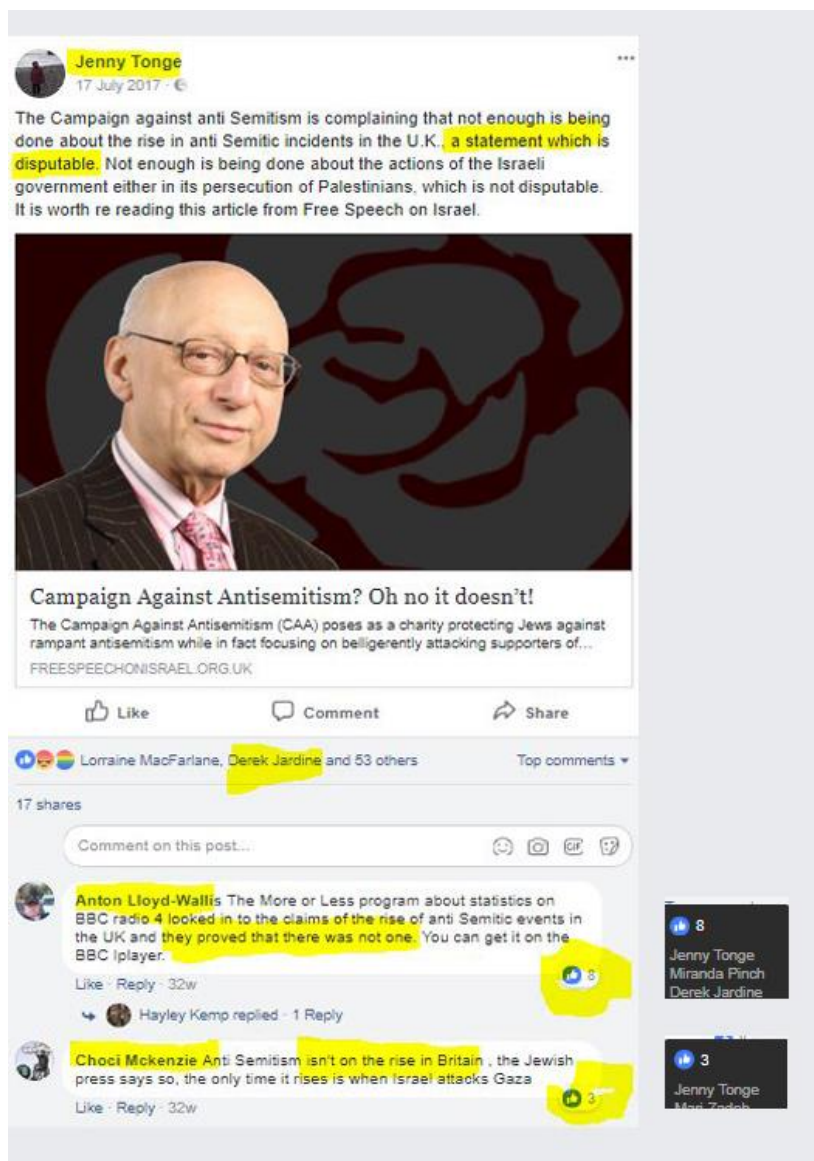 Jenny Tonge
17 July 2017
The Campaign against anti Semitism is complaining that not enough is being
done about the rise in anti Semitic incidents in the U.K., a statement which is
disputable. Not enough is being done about the actions of the Israeli
government either in its persecution of Palestinians, which is not disputable.
It is worth re reading this article from Free Speech on Israel.
Campaign Against Antisemitism? Oh no it doesn't!
The Campaign Against Antisemitism (CAA) poses as a charity protecting Jews against
rampant antisemitism while in fact focusing on belligerently attacking supporters of...
FREESPEECHONISRAEL.ORG.UK
Like Comment Share
Lorraine MacFarlane, Derek Jardine and 53 others Top comments
17 shares
Comment on this post... GIF
Anton Lloyd-Wallis The More or Less program about statistics on
BBC radio 4 looked in to the claims of the rise of anti Semitic events in
the UK and they proved that there was not one. You can get it on the
BBC Iplayer.
8
Like · Reply · 32w
Hayley Kemp replied · 1 Reply
Choci Mckenzie Anti Semitism isn't on the rise in Britain , the Jewish
press says so, the only time it rises is when Israel attacks Gaza
3
Like · Reply · 32w
8
Jenny Tonge
Miranda Pinch
Derek Jardine
3
Jenny Tonge